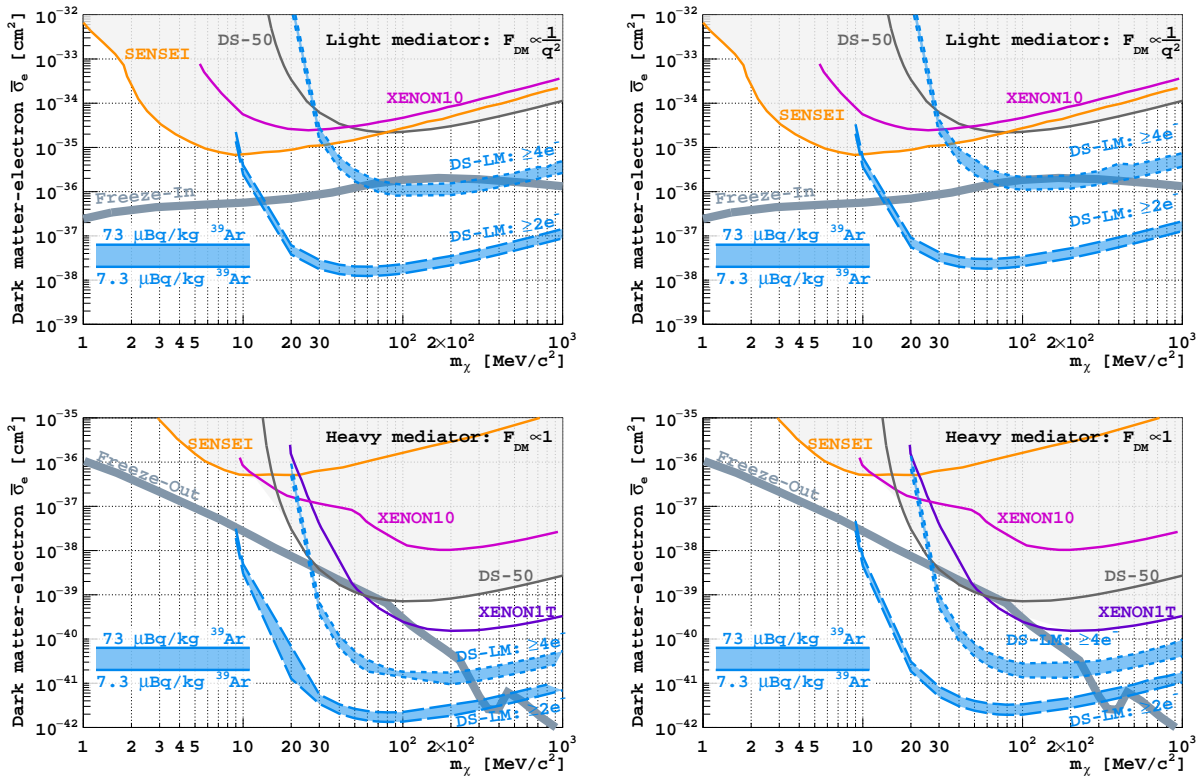 Dark matter-electron σ̄ₑ [cm²]
10⁻³³
10⁻³⁴
10⁻³⁵
10⁻³⁶
10⁻³⁷
10⁻³⁸
10⁻³⁹
DS-50
Light mediator: F_DM ∝ 1/q²
SENSEI
XENON10
DS-LM: ≥4e⁻
Freeze-In
DS-LM: ≥2e⁻
73 μBq/kg ³⁹Ar
7.3 μBq/kg ³⁹Ar
1 2 3 4 5 10 20 30 10² 2×10² 10³
m_χ [MeV/c²]
Dark matter-electron σ̄ₑ [cm²]
10⁻³³
10⁻³⁴
10⁻³⁵
10⁻³⁶
10⁻³⁷
10⁻³⁸
10⁻³⁹
DS-50
Light mediator: F_DM ∝ 1/q²
XENON10
SENSEI
DS-LM: ≥4e⁻
Freeze-In
DS-LM: ≥2e⁻
73 μBq/kg ³⁹Ar
7.3 μBq/kg ³⁹Ar
1 2 3 4 5 10 20 30 10² 2×10² 10³
m_χ [MeV/c²]
Dark matter-electron σ̄ₑ [cm²]
10⁻³⁵
10⁻³⁶
10⁻³⁷
10⁻³⁸
10⁻³⁹
10⁻⁴⁰
10⁻⁴¹
10⁻⁴²
SENSEI
Heavy mediator: F_DM ∝1
Freeze-Out
XENON10
DS-50
XENON1T
73 μBq/kg ³⁹Ar
DS-LM: ≥4e⁻
7.3 μBq/kg ³⁹Ar
DS-LM: ≥2e⁻
1 2 3 4 5 10 20 30 10² 2×10² 10³
m_χ [MeV/c²]
Dark matter-electron σ̄ₑ [cm²]
10⁻³⁵
10⁻³⁶
10⁻³⁷
10⁻³⁸
10⁻³⁹
10⁻⁴⁰
10⁻⁴¹
10⁻⁴²
SENSEI
Heavy mediator: F_DM ∝1
Freeze-Out
XENON10
DS-50
XENON1T
73 μBq/kg ³⁹Ar
DS-LM: ≥4e⁻
7.3 μBq/kg ³⁹Ar
DS-LM: ≥2e⁻
1 2 3 4 5 10 20 30 10² 2×10² 10³
m_χ [MeV/c²]